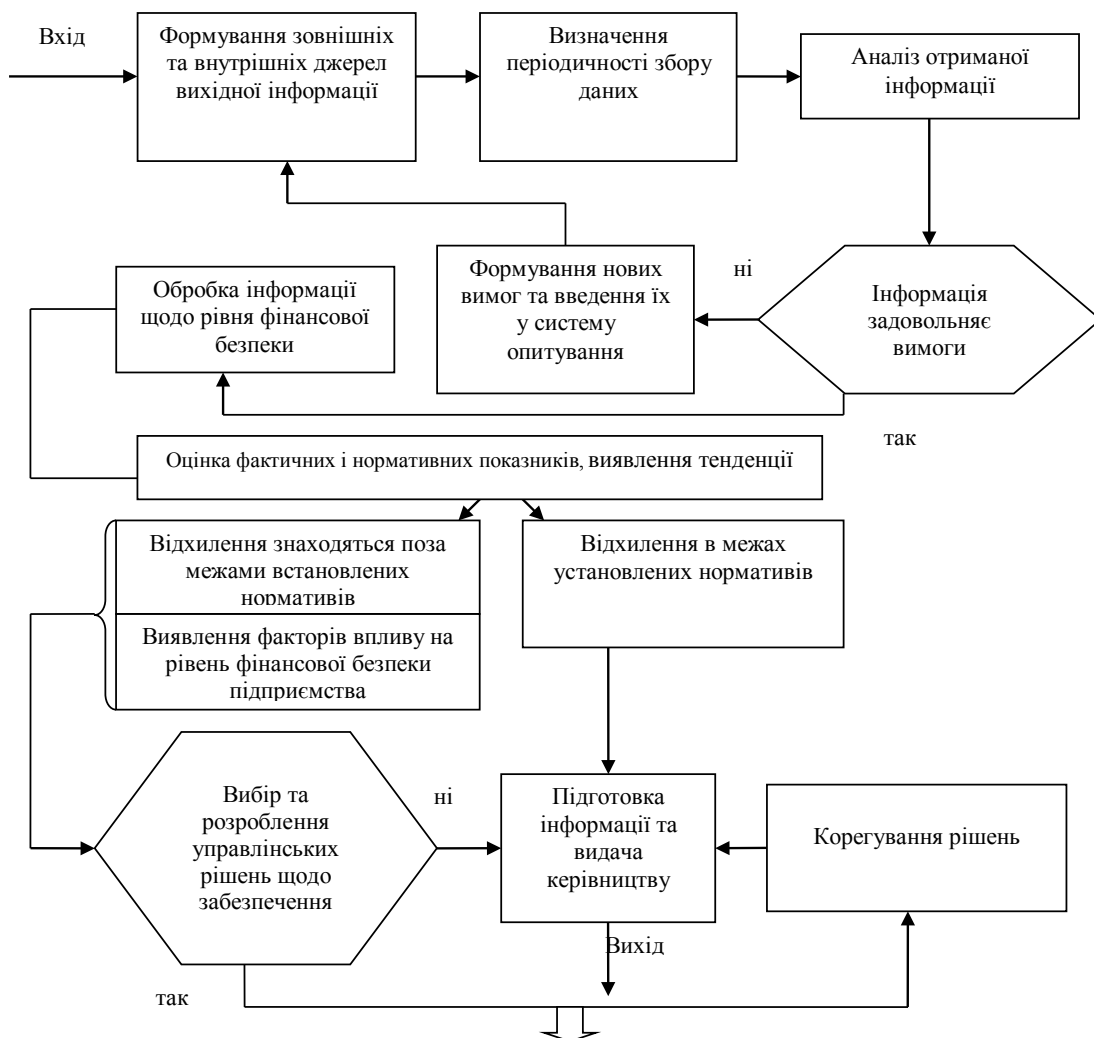 Вхід
Формування зовнішніх
та внутрішніх джерел
вихідної інформації
Визначення
періодичності збору
даних
Аналіз отриманої
інформації
Інформація
задовольняє
вимоги
ні
Формування нових
вимог та введення їх
у систему
опитування
так
Обробка інформації
щодо рівня фінансової
безпеки
Оцінка фактичних і нормативних показників, виявлення тенденції
Відхилення знаходяться поза
межами встановлених
нормативів
Виявлення факторів впливу на
рівень фінансової безпеки
підприємства
Відхилення в межах
установлених нормативів
Вибір та
розроблення
управлінських
рішень щодо
забезпечення
ні
Підготовка
інформації та
видача
керівництву
Корегування рішень
Вихід
так